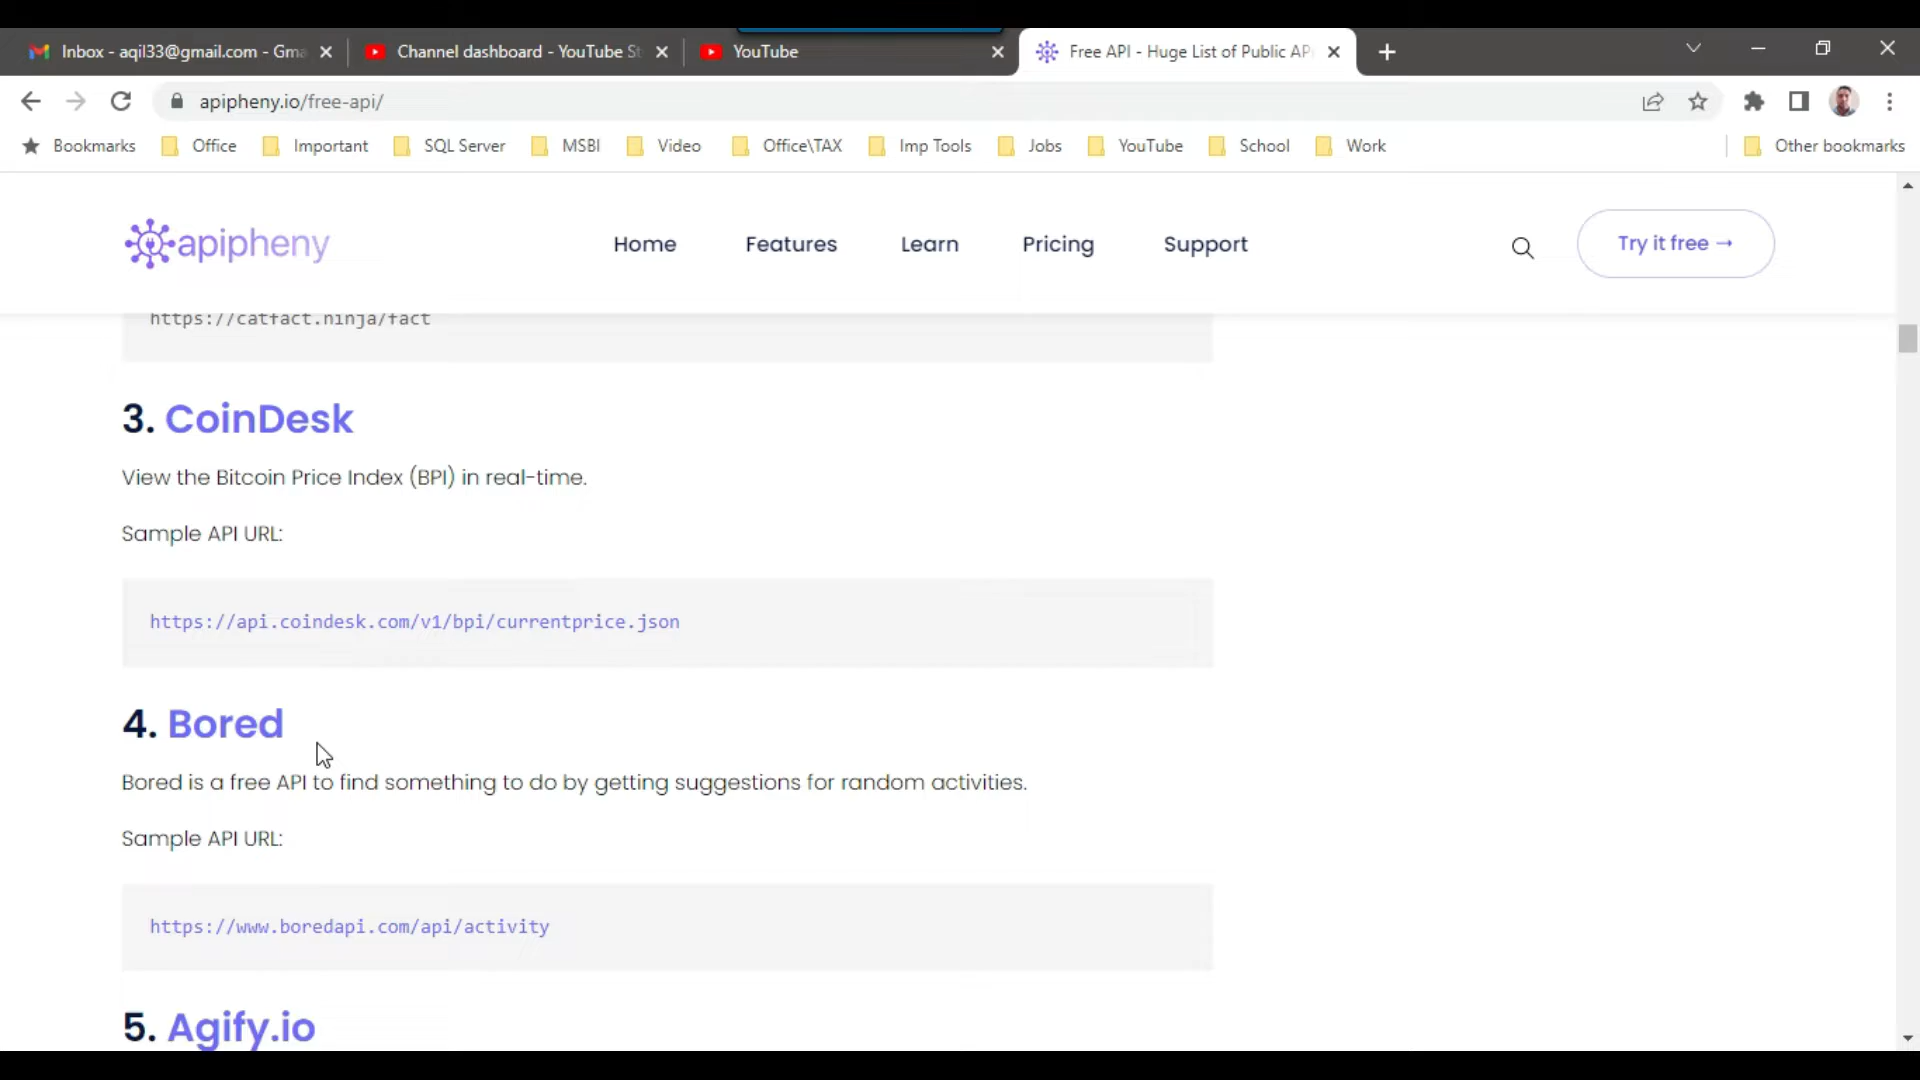 Inbox - aqil33@gmail.com - Gma
Channel dashboard - YouTube St
YouTube
Free API - Huge List of Public AP
apipheny.io/free-api/
Bookmarks Office Important SQL Server MSBI Video Office\TAX Imp Tools Jobs YouTube School Work Other bookmarks
apipheny Home Features Learn Pricing Support Try it free →
https://catfact.ninja/fact
3. CoinDesk
View the Bitcoin Price Index (BPI) in real-time.
Sample API URL:
https://api.coindesk.com/v1/bpi/currentprice.json
4. Bored
Bored is a free API to find something to do by getting suggestions for random activities.
Sample API URL:
https://www.boredapi.com/api/activity
5. Agify.io